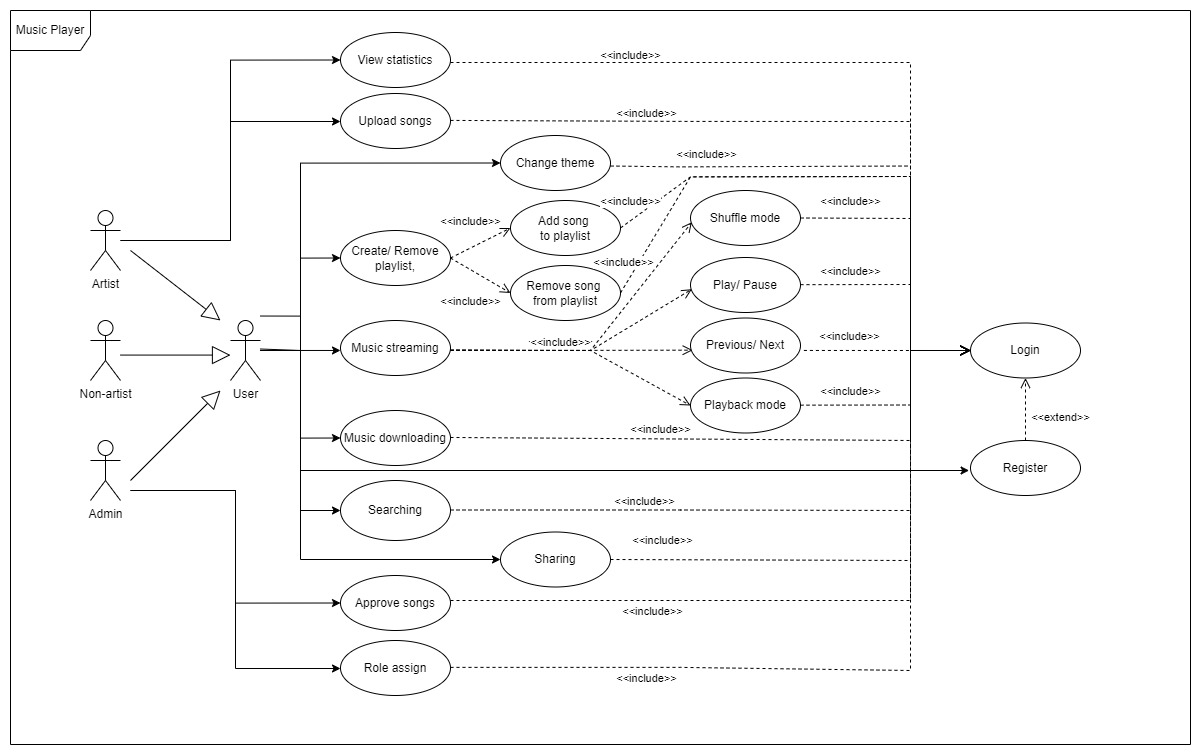 Music Player
View statistics
<<include>>
Upload songs
<<include>>
Change theme
<<include>>
Artist
Create/ Remove
playlist,
<<include>>
<<include>>
Add song
to playlist
<<include>>
Remove song
from playlist
<<include>>
Shuffle mode
<<include>>
Play/ Pause
<<include>>
Non-artist
User
Music streaming
<<include>>
Previous/ Next
<<include>>
Login
Playback mode
<<include>>
<<extend>>
Music downloading
<<include>>
Register
Admin
Searching
<<include>>
Sharing
<<include>>
Approve songs
<<include>>
Role assign
<<include>>